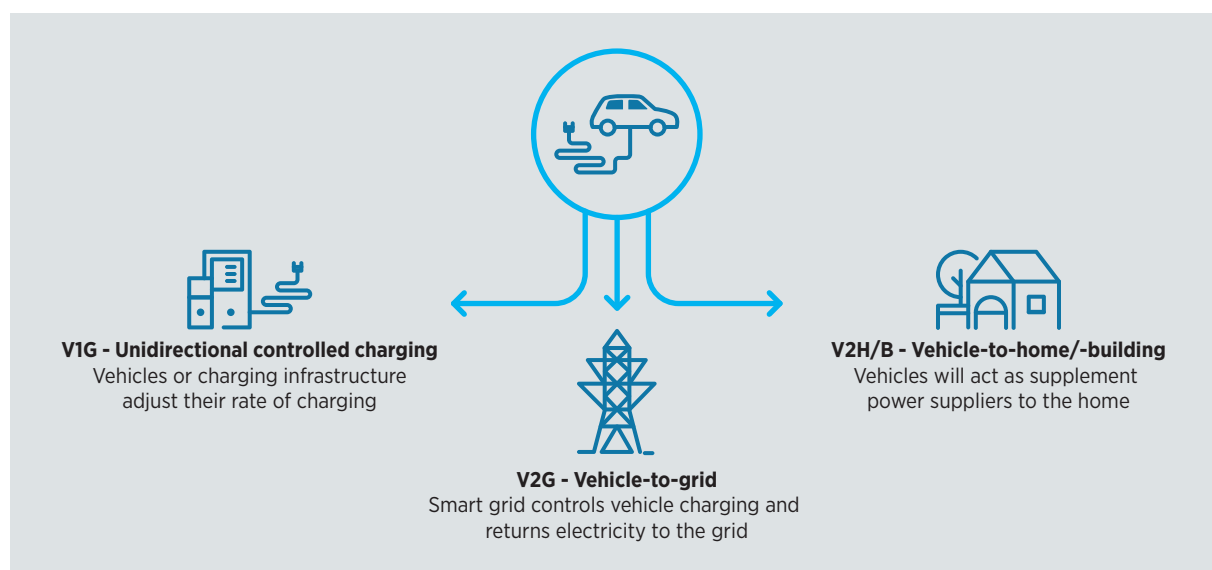 V1G - Unidirectional controlled charging
Vehicles or charging infrastructure
adjust their rate of charging
V2G - Vehicle-to-grid
Smart grid controls vehicle charging and
returns electricity to the grid
V2H/B - Vehicle-to-home/-building
Vehicles will act as supplement
power suppliers to the home